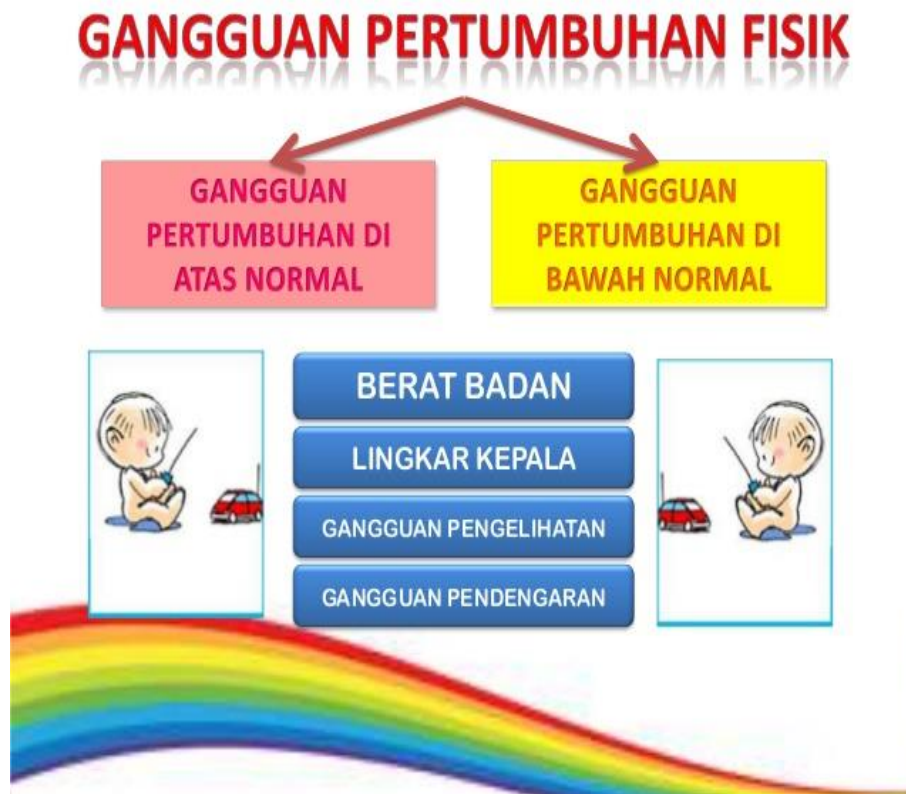 GANGGUAN PERTUMBUHAN FISIK
GANGGUAN
PERTUMBUHAN DI
ATAS NORMAL
GANGGUAN
PERTUMBUHAN DI
BAWAH NORMAL
BERAT BADAN
LINGKAR KEPALA
GANGGUAN PENGELIHATAN
GANGGUAN PENDENGARAN